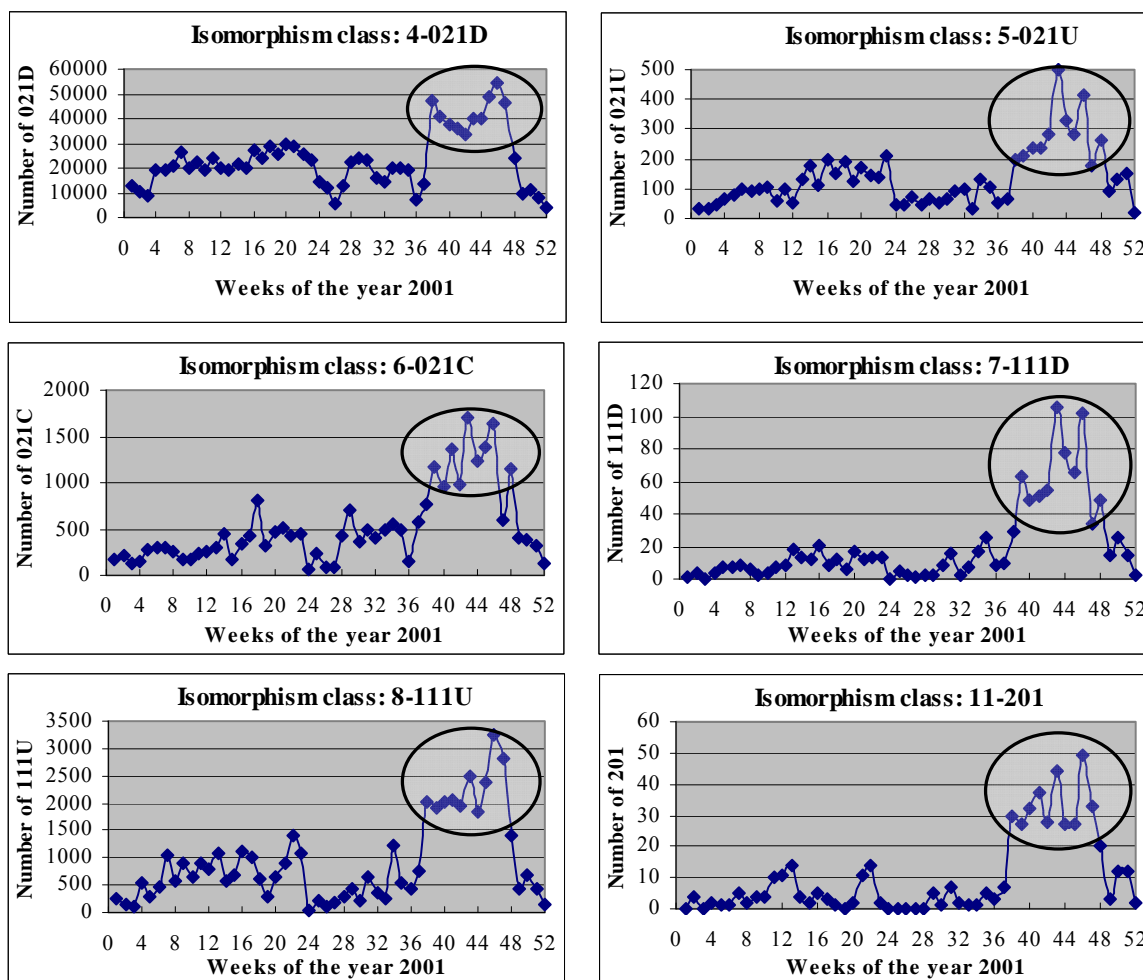 Isomorphism class: 4-021D
Number of 021D
60000
50000
40000
30000
20000
10000
0
0 4 8 12 16 20 24 28 32 36 40 44 48 52
Weeks of the year 2001
Isomorphism class: 5-021U
Number of 021U
500
400
300
200
100
0
0 4 8 12 16 20 24 28 32 36 40 44 48 52
Weeks of the year 2001
Isomorphism class: 6-021C
Number of 021C
2000
1500
1000
500
0
0 4 8 12 16 20 24 28 32 36 40 44 48 52
Weeks of the year 2001
Isomorphism class: 7-111D
Number of 111D
120
100
80
60
40
20
0
0 4 8 12 16 20 24 28 32 36 40 44 48 52
Weeks of the year 2001
Isomorphism class: 8-111U
Number of 111U
3500
3000
2500
2000
1500
1000
500
0
0 4 8 12 16 20 24 28 32 36 40 44 48 52
Weeks of the year 2001
Isomorphism class: 11-201
Number of 201
60
50
40
30
20
10
0
0 4 8 12 16 20 24 28 32 36 40 44 48 52
Weeks of the year 2001